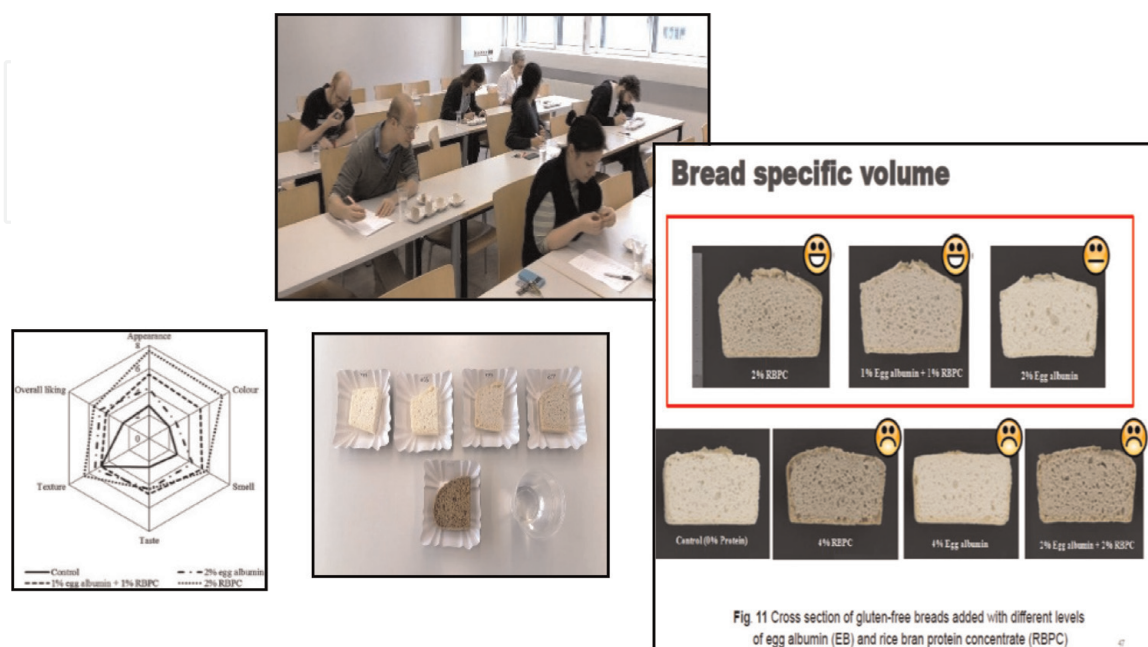 Bread specific volume
2% RBPC
1% Egg albumin + 1% RBPC
2% Egg albumin
Control (0% Protein)
4% RBPC
4% Egg albumin
2% Egg albumin + 2% RBPC
Fig. 11 Cross section of gluten-free breads added with different levels
of egg albumin (EB) and rice bran protein concentrate (RBPC)
47
Appearance
8
Overall liking
Colour
0
Texture
Smell
Taste
Control
2% egg albumin
1% egg albumin + 1% RBPC
2% RBPC